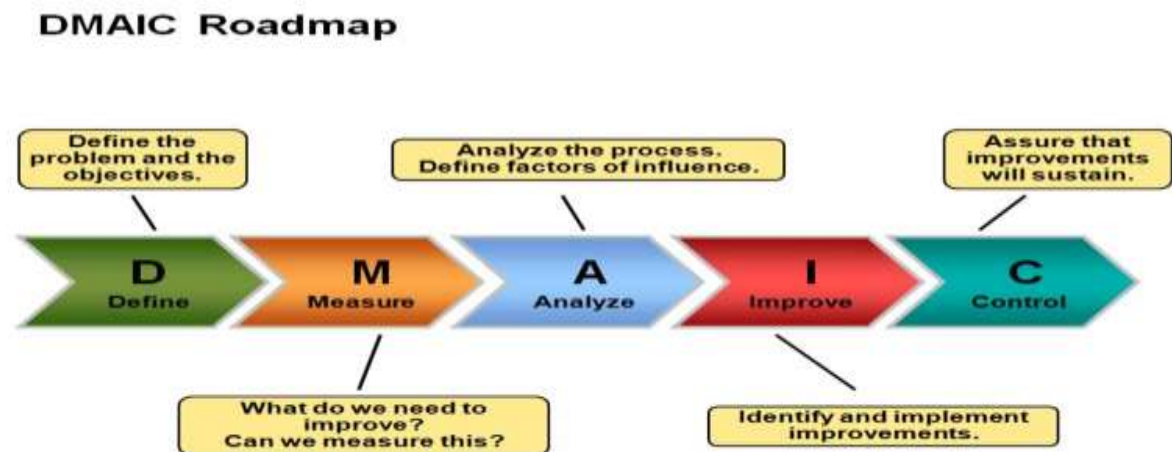 DMAIC Roadmap
Define the
problem and the
objectives.
Analyze the process.
Define factors of influence.
Assure that
improvements
will sustain.
D
Define
M
Measure
A
Analyze
I
Improve
C
Control
What do we need to
improve?
Can we measure this?
Identify and implement
improvements.